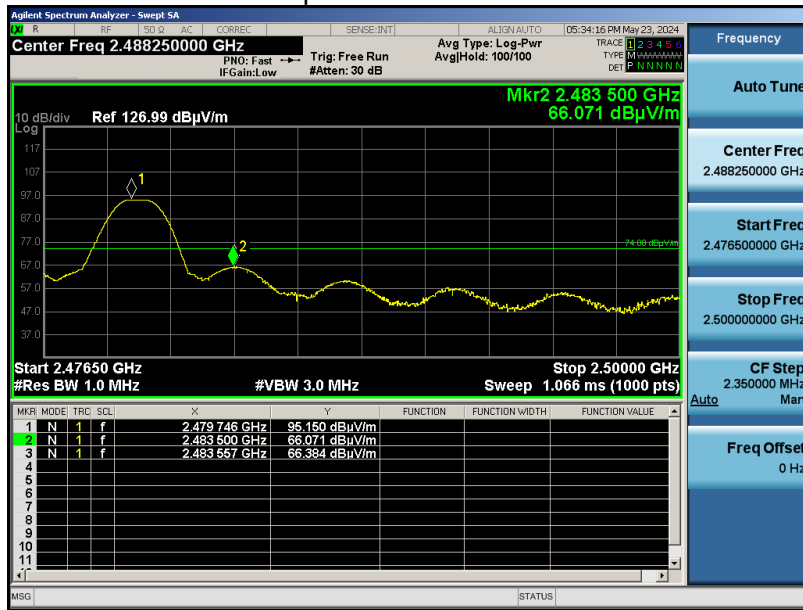 Agilent Spectrum Analyzer - Swept SA
LXI R RF 50 Ω AC CORREC SENSE:INT ALIGN AUTO 05:34:16 PM May 23, 2024
Center Freq 2.488250000 GHz
PNO: Fast
IFGain:Low
Trig: Free Run
#Atten: 30 dB
Avg Type: Log-Pwr
Avg|Hold: 100/100
TRACE 1 2 3 4 5 6
TYPE M
DET P N N N N N
Mkr2 2.483 500 GHz
66.071 dBµV/m
10 dB/div Ref 126.99 dBµV/m
Log
117
107
97.0
87.0
77.0
67.0
57.0
47.0
37.0
1
2
74.00 dBµV/m
Start 2.47650 GHz Stop 2.50000 GHz
#Res BW 1.0 MHz #VBW 3.0 MHz Sweep 1.066 ms (1000 pts)
MKR MODE TRC SCL X Y FUNCTION FUNCTION WIDTH FUNCTION VALUE
1 N 1 f 2.479 746 GHz 95.150 dBµV/m
2 N 1 f 2.483 500 GHz 66.071 dBµV/m
3 N 1 f 2.483 557 GHz 66.384 dBµV/m
4
5
6
7
8
9
10
11
MSG STATUS
Frequency
Auto Tune
Center Freq
2.488250000 GHz
Start Freq
2.476500000 GHz
Stop Freq
2.500000000 GHz
CF Step
2.350000 MHz
Auto Man
Freq Offset
0 Hz